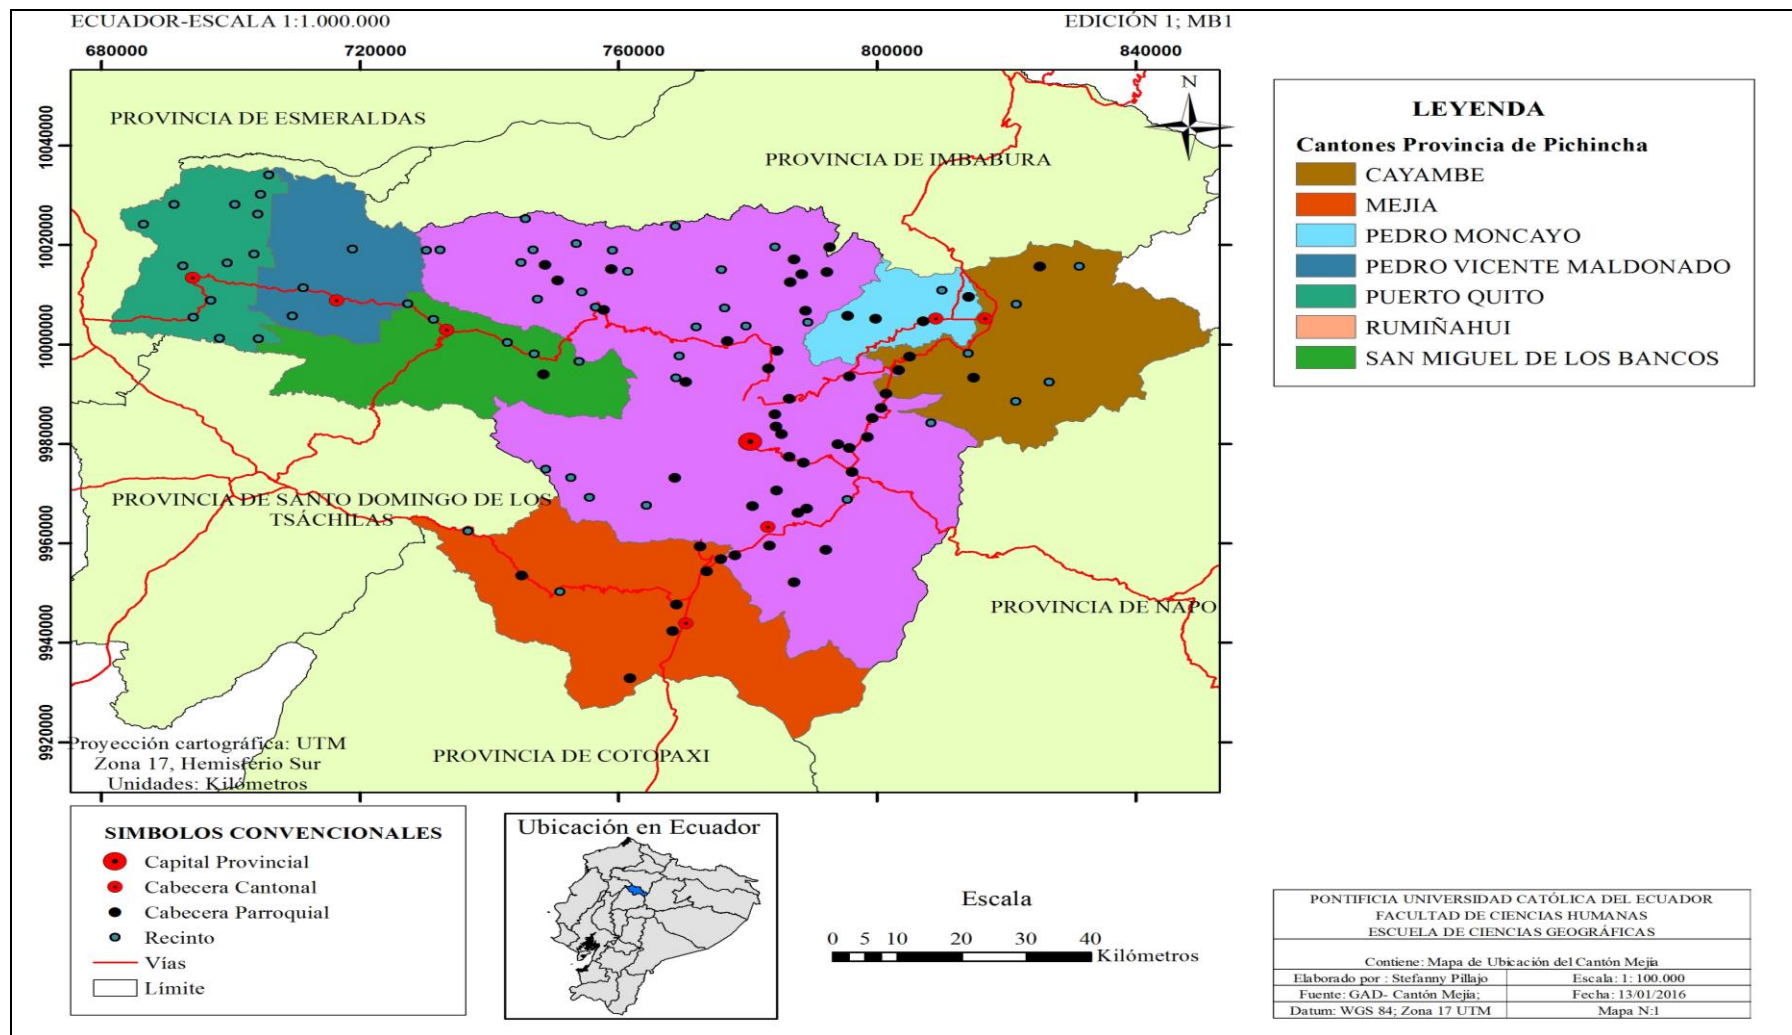 ECUADOR-ESCALA 1:1.000.000
EDICIÓN 1; MB1
680000
720000
760000
800000
840000
10040000
10020000
10000000
9980000
9960000
9940000
9920000
N
PROVINCIA DE ESMERALDAS
PROVINCIA DE IMBABURA
PROVINCIA DE SANTO DOMINGO DE LOS
TSÁCHILAS
PROVINCIA DE NAPO
PROVINCIA DE COTOPAXI
Proyección cartográfica: UTM
Zona 17, Hemisferio Sur
Unidades: Kilómetros
LEYENDA
Cantones Provincia de Pichincha
CAYAMBE
MEJIA
PEDRO MONCAYO
PEDRO VICENTE MALDONADO
PUERTO QUITO
RUMIÑAHUI
SAN MIGUEL DE LOS BANCOS
SIMBOLOS CONVENCIONALES
Capital Provincial
Cabecera Cantonal
Cabecera Parroquial
Recinto
Vías
Límite
Ubicación en Ecuador
Escala
0 5 10 20 30 40
Kilómetros
PONTIFICIA UNIVERSIDAD CATÓLICA DEL ECUADOR
FACULTAD DE CIENCIAS HUMANAS
ESCUELA DE CIENCIAS GEOGRÁFICAS
Contiene: Mapa de Ubicación del Cantón Mejía
Elaborado por : Stefanny Pillajo
Escala: 1: 100.000
Fuente: GAD- Cantón Mejía;
Fecha: 13/01/2016
Datum: WGS 84; Zona 17 UTM
Mapa N:1